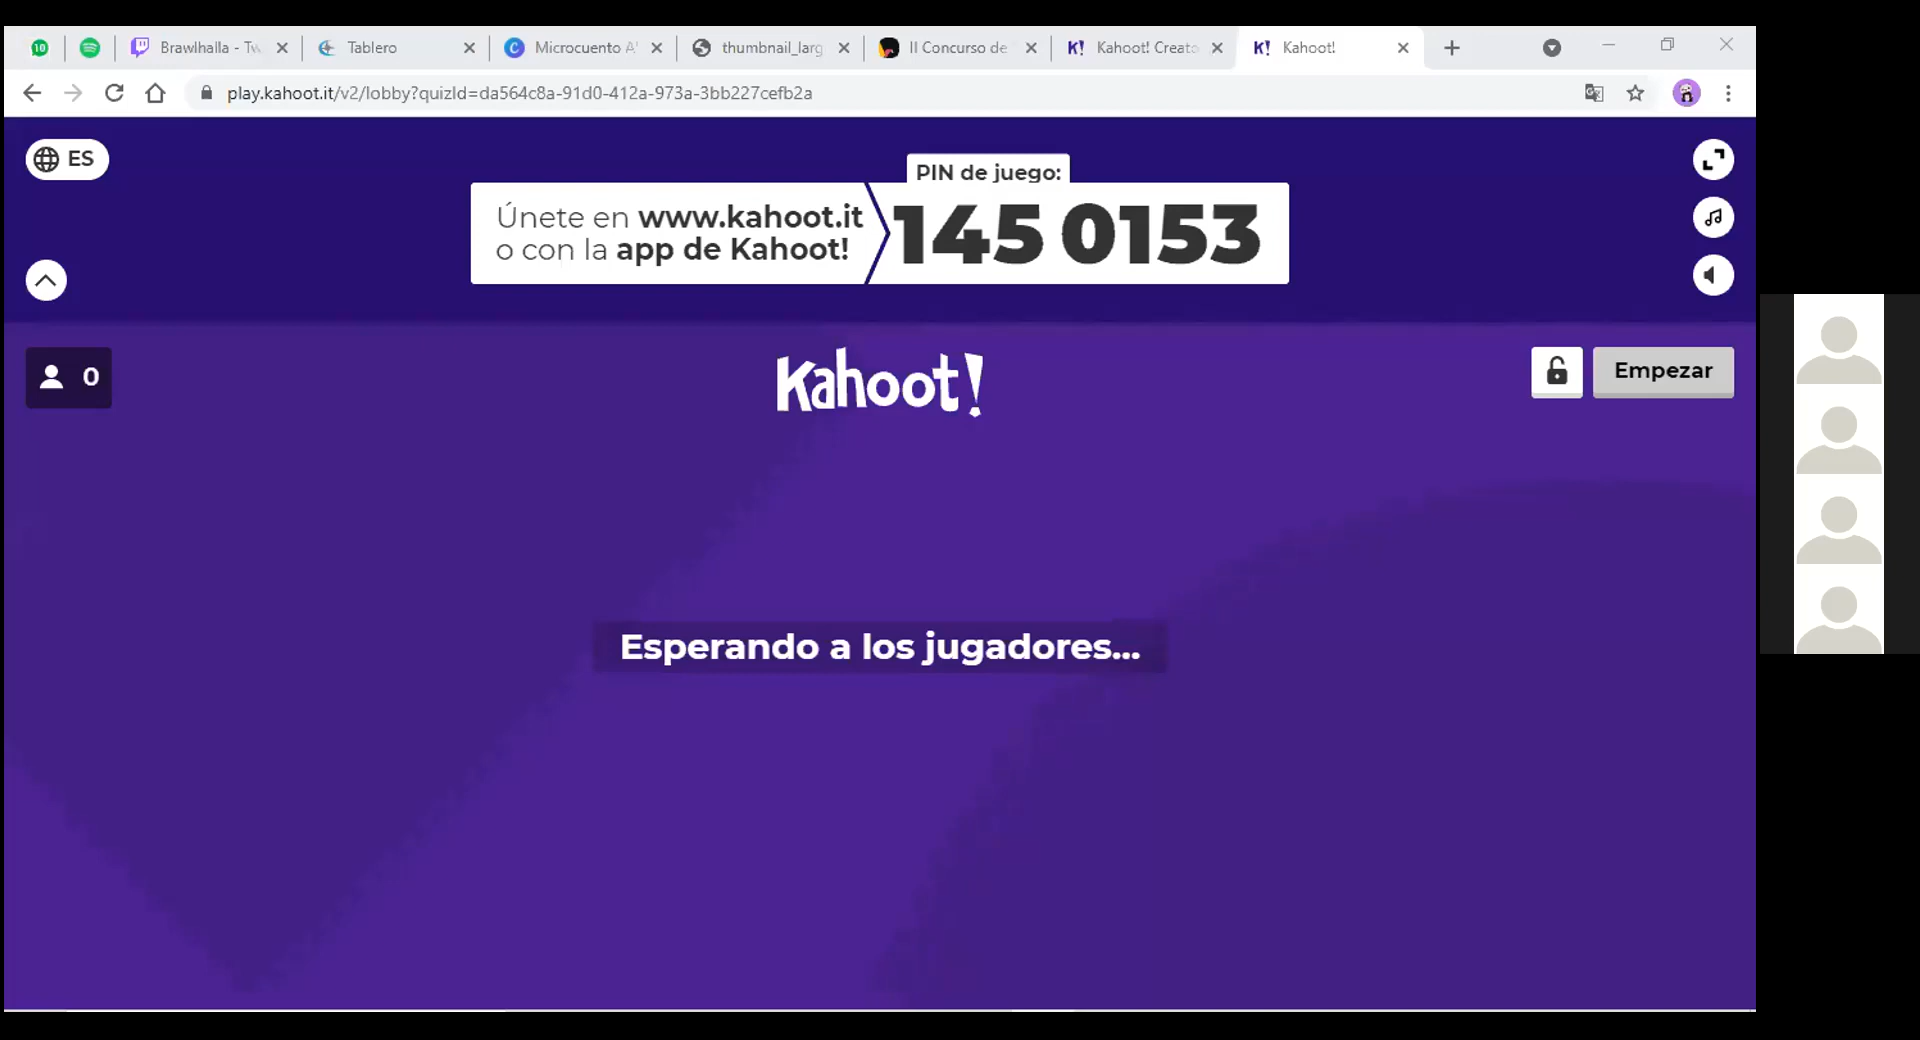 10
Brawlhalla - Tw
Tablero
Microcuento A
thumbnail_larg
II Concurso de
Kahoot! Creato
Kahoot!
play.kahoot.it/v2/lobby?quizId=da564c8a-91d0-412a-973a-3bb227cefb2a
ES
PIN de juego:
Únete en www.kahoot.it
o con la app de Kahoot!
145 0153
0
Kahoot!
Empezar
Esperando a los jugadores...